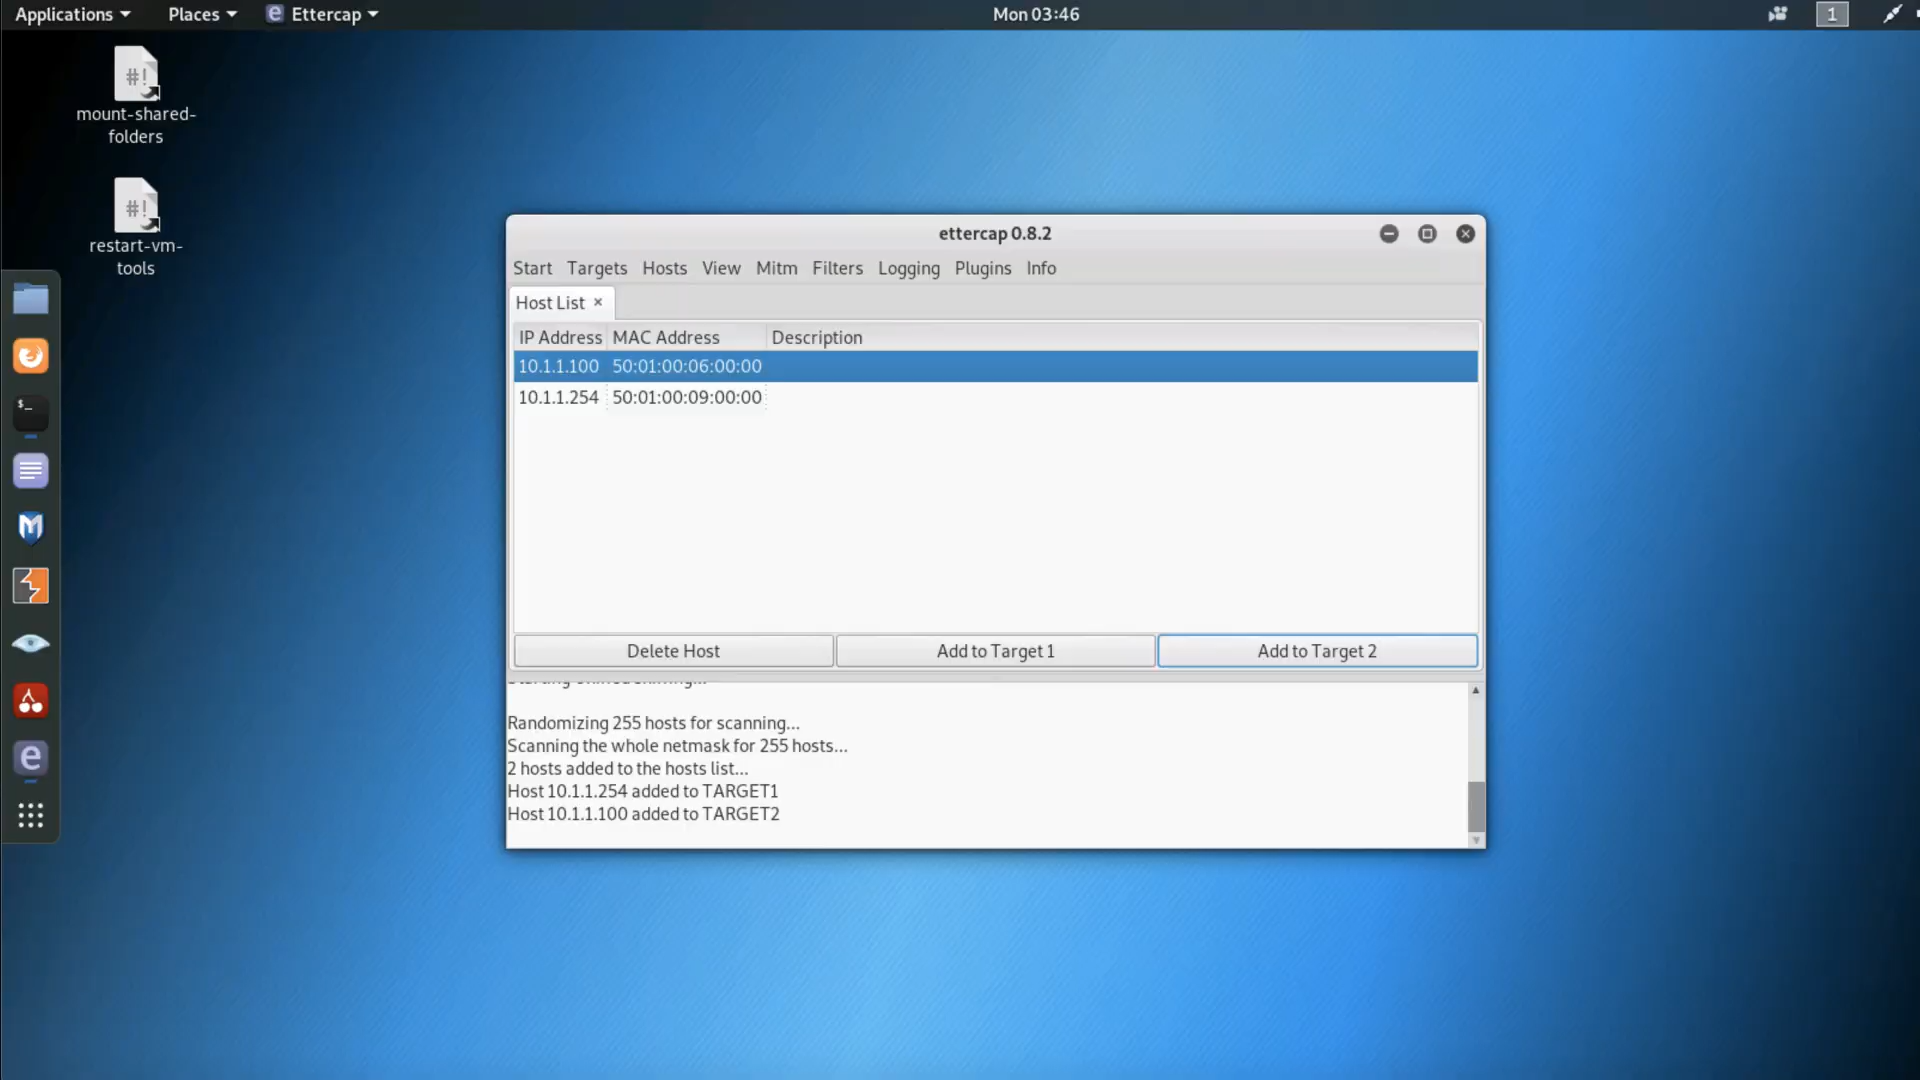 Applications
Places
Ettercap
Mon 03:46
1
mount-shared-
folders
restart-vm-
tools
ettercap 0.8.2
Start Targets Hosts View Mitm Filters Logging Plugins Info
Host List ×
IP Address MAC Address Description
10.1.1.100 50:01:00:06:00:00
10.1.1.254 50:01:00:09:00:00
Delete Host Add to Target 1 Add to Target 2
Randomizing 255 hosts for scanning...
Scanning the whole netmask for 255 hosts...
2 hosts added to the hosts list...
Host 10.1.1.254 added to TARGET1
Host 10.1.1.100 added to TARGET2